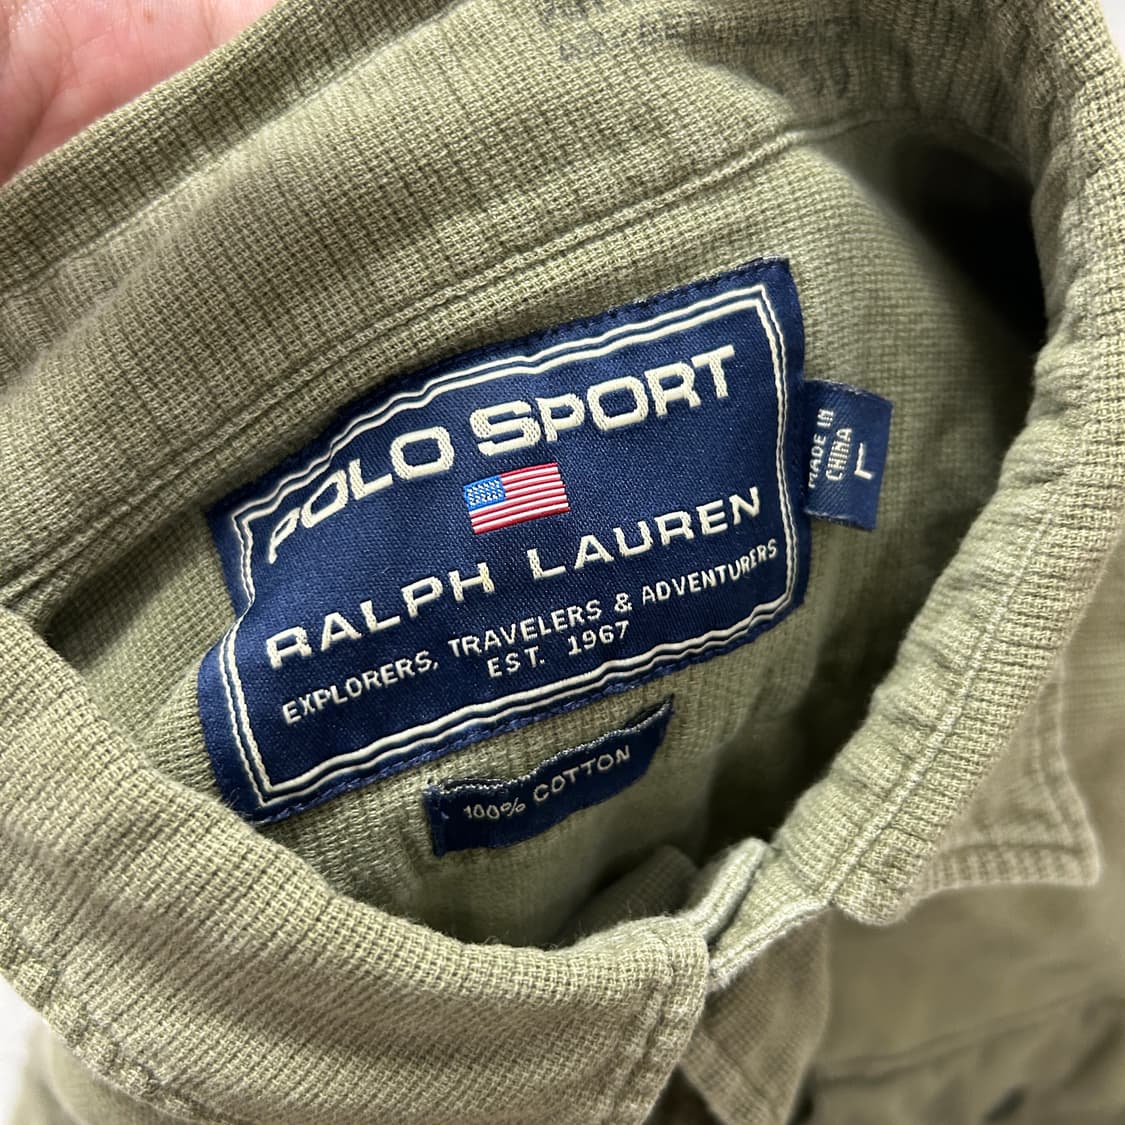 POLO SPORT
RALPH LAUREN
EXPLORERS, TRAVELERS & ADVENTURERS
EST. 1967
MADE IN
CHINA
L
100% COTTON